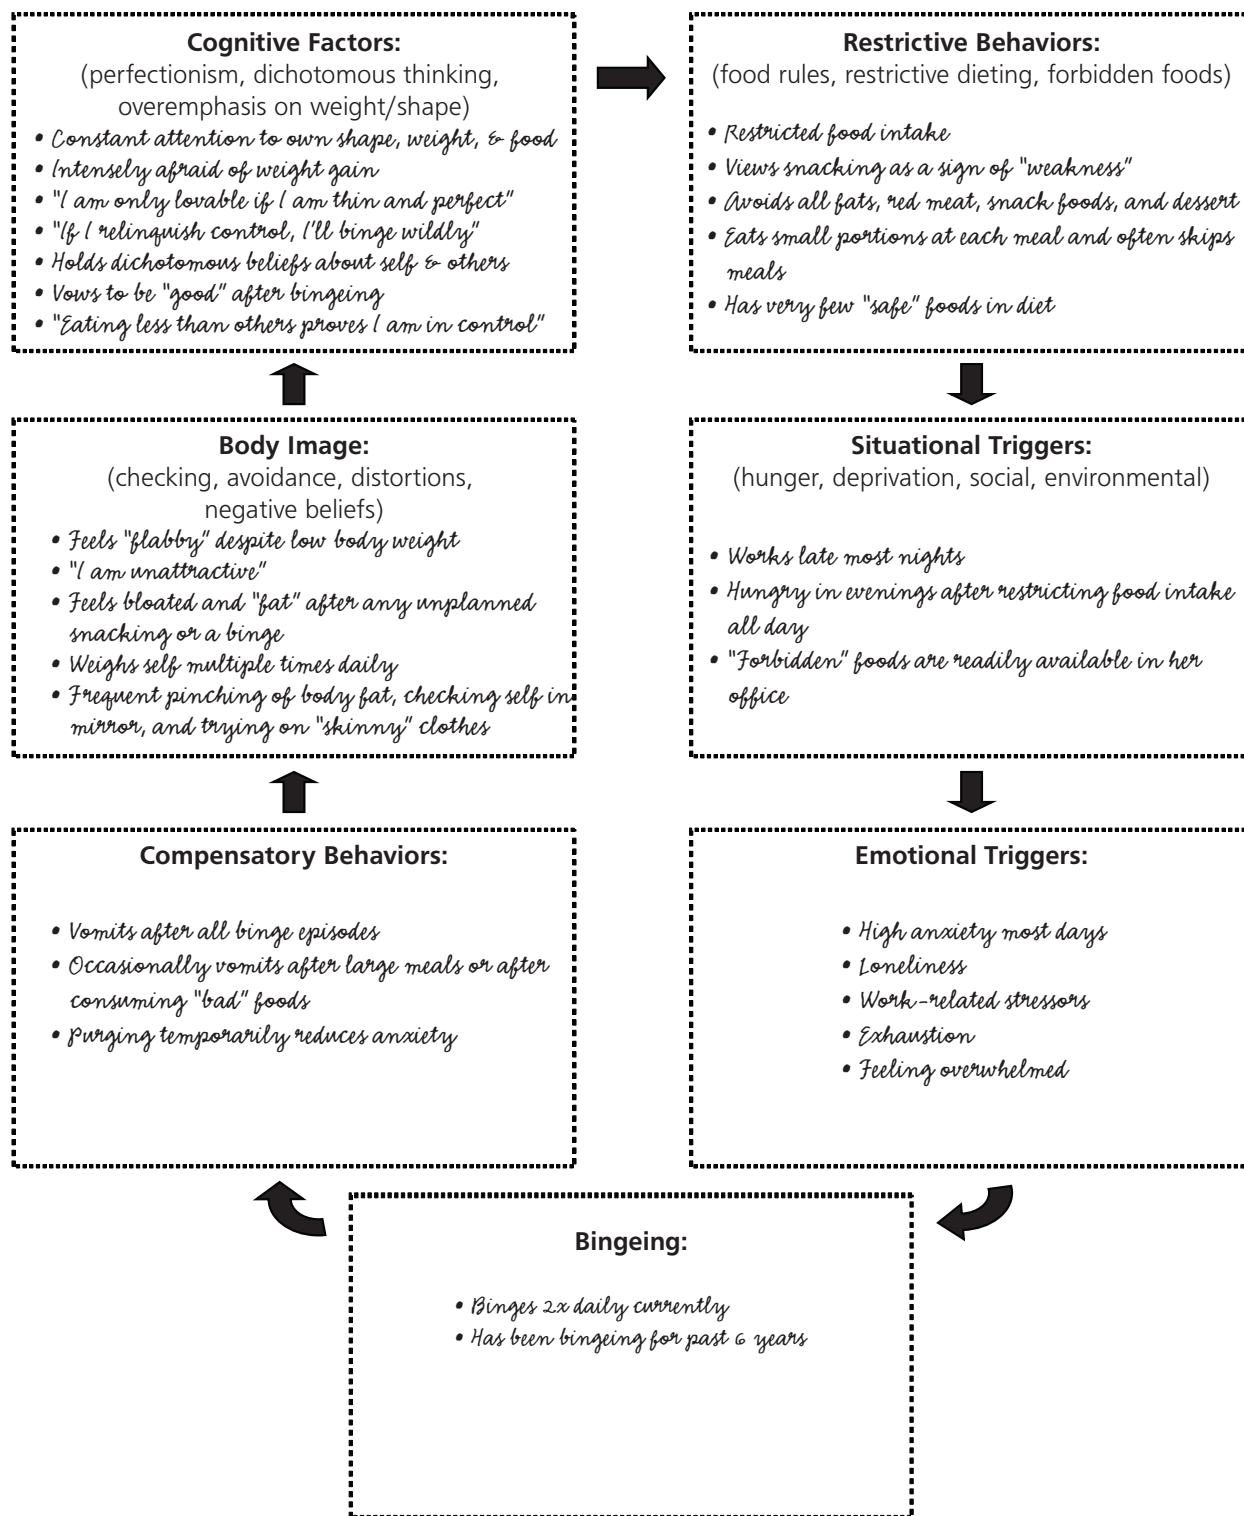 Cognitive Factors:
(perfectionism, dichotomous thinking,
overemphasis on weight/shape)
• Constant attention to own shape, weight, & food
• Intensely afraid of weight gain
• "I am only lovable if I am thin and perfect"
• "If I relinquish control, I'll binge wildly"
• Holds dichotomous beliefs about self & others
• Vows to be "good" after bingeing
• "Eating less than others proves I am in control"
Restrictive Behaviors:
(food rules, restrictive dieting, forbidden foods)
• Restricted food intake
• Views snacking as a sign of "weakness"
• Avoids all fats, red meat, snack foods, and dessert
• Eats small portions at each meal and often skips
meals
• Has very few "safe" foods in diet
Body Image:
(checking, avoidance, distortions,
negative beliefs)
• Feels "flabby" despite low body weight
• "I am unattractive"
• Feels bloated and "fat" after any unplanned
snacking or a binge
• Weighs self multiple times daily
• Frequent pinching of body fat, checking self in
mirror, and trying on "skinny" clothes
Situational Triggers:
(hunger, deprivation, social, environmental)
• Works late most nights
• Hungry in evenings after restricting food intake
all day
• "Forbidden" foods are readily available in her
office
Compensatory Behaviors:
• Vomits after all binge episodes
• Occasionally vomits after large meals or after
consuming "bad" foods
• Purging temporarily reduces anxiety
Emotional Triggers:
• High anxiety most days
• Loneliness
• Work-related stressors
• Exhaustion
• Feeling overwhelmed
Bingeing:
• Binges 2x daily currently
• Has been bingeing for past 6 years